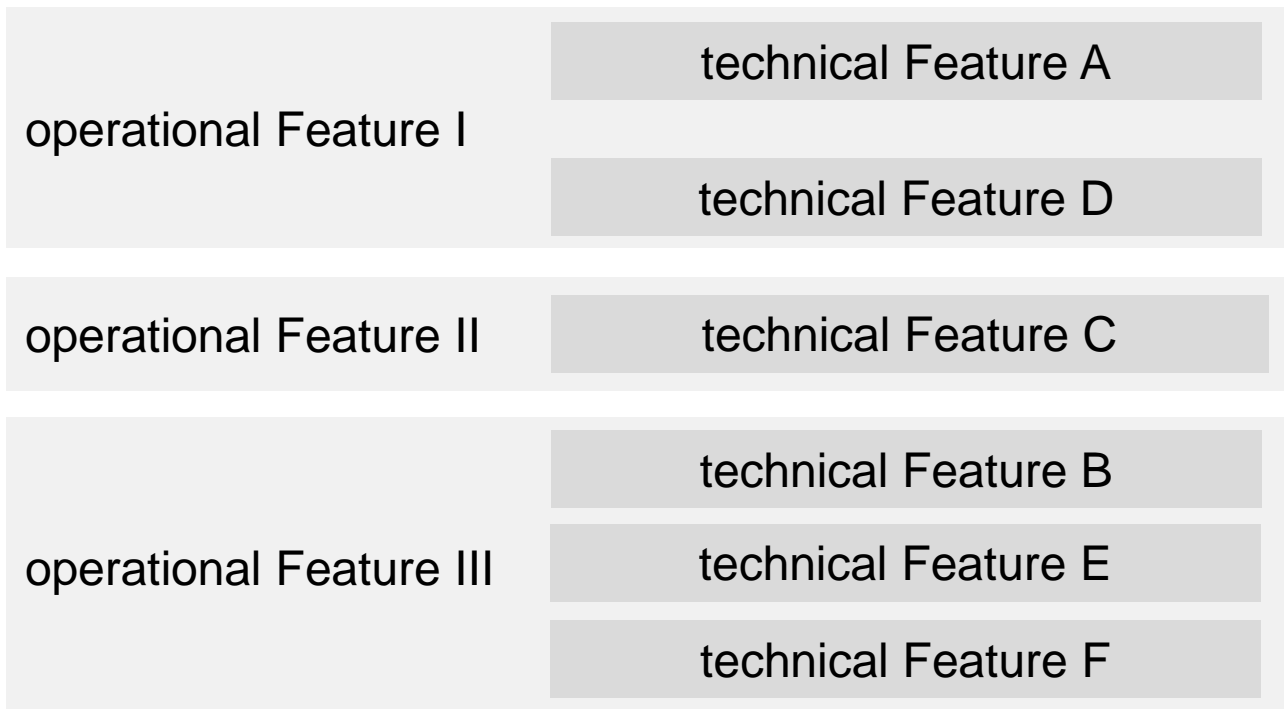 technical Feature A
operational Feature I
technical Feature D
operational Feature II
technical Feature C
technical Feature B
operational Feature III
technical Feature E
technical Feature F